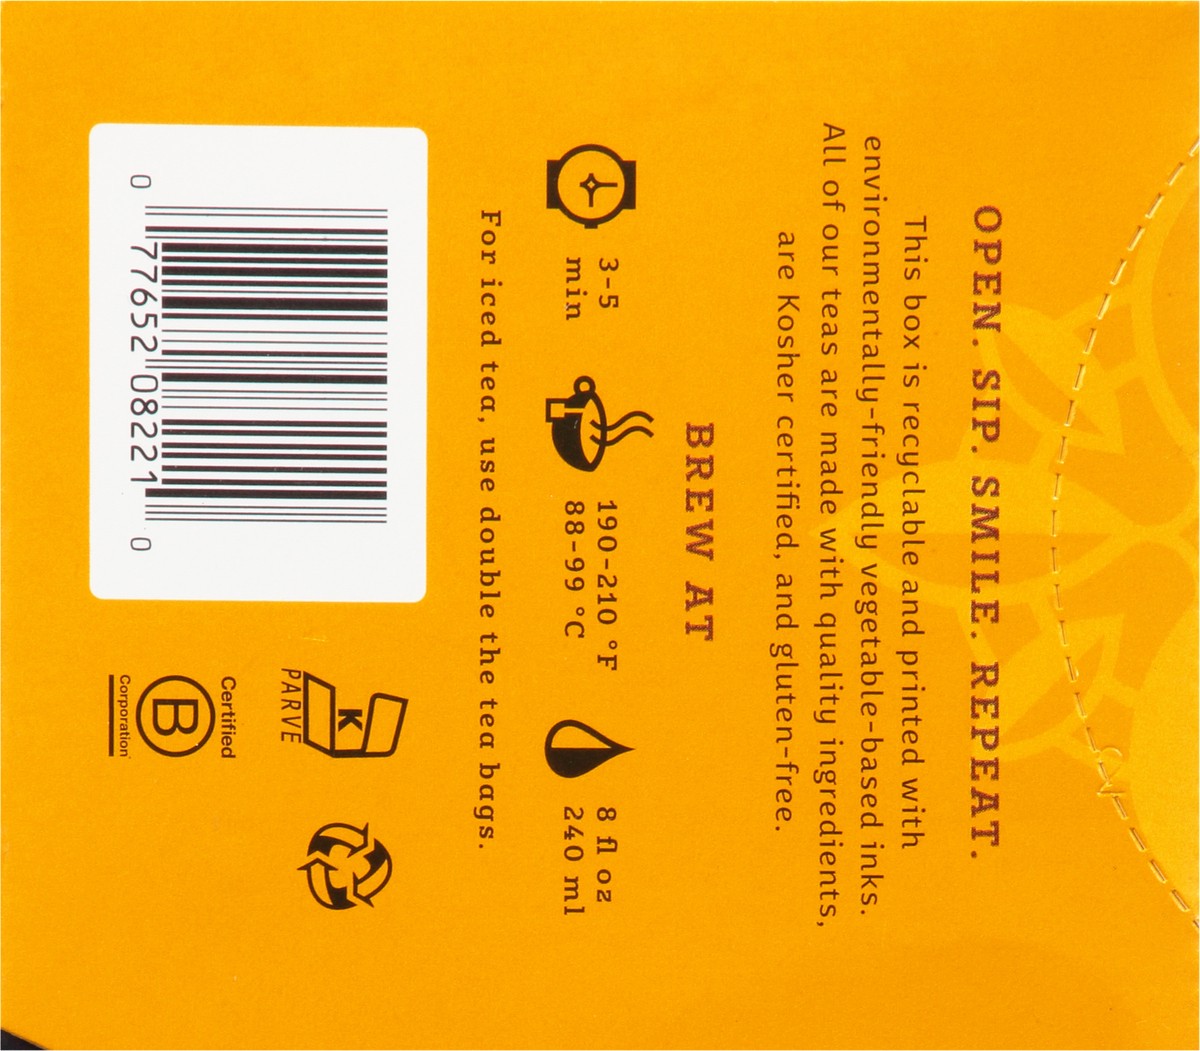 OPEN. SIP. SMILE. REPEAT.
This box is recyclable and printed with
environmentally-friendly vegetable-based inks.
All of our teas are made with quality ingredients,
are Kosher certified, and gluten-free.
BREW AT
3-5
min
190-210 °F
88-99 °C
8 fl oz
240 ml
For iced tea, use double the tea bags.
0 77652 08221 0
K
PARVE
Certified
B
Corporation